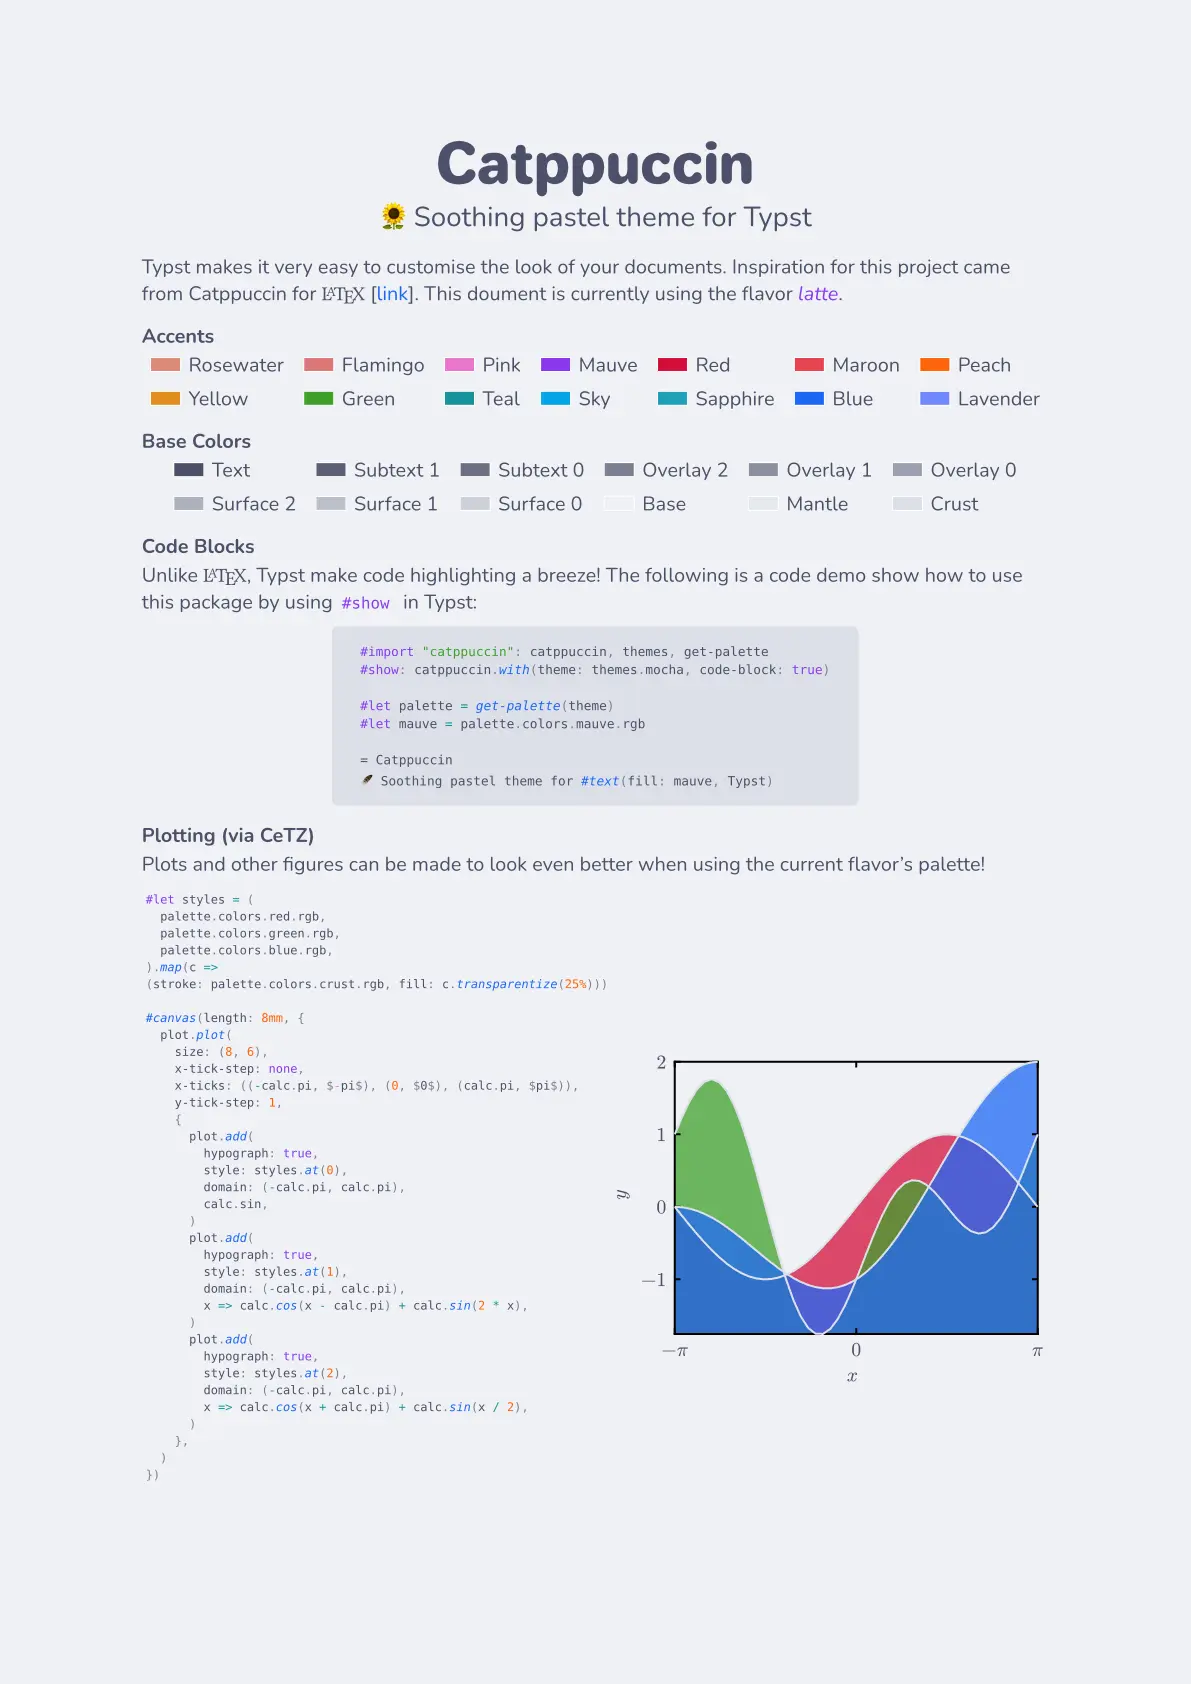 Catppuccin
🌻 Soothing pastel theme for Typst
Typst makes it very easy to customise the look of your documents. Inspiration for this project came
from Catppuccin for LATEX [link]. This doument is currently using the flavor latte.
Accents
Rosewater Flamingo Pink Mauve Red Maroon Peach
Yellow Green Teal Sky Sapphire Blue Lavender
Base Colors
Text Subtext 1 Subtext 0 Overlay 2 Overlay 1 Overlay 0
Surface 2 Surface 1 Surface 0 Base Mantle Crust
Code Blocks
Unlike LATEX, Typst make code highlighting a breeze! The following is a code demo show how to use
this package by using #show in Typst:
#import "catppuccin": catppuccin, themes, get-palette
#show: catppuccin.with(theme: themes.mocha, code-block: true)
#let palette = get-palette(theme)
#let mauve = palette.colors.mauve.rgb
= Catppuccin
🪶 Soothing pastel theme for #text(fill: mauve, Typst)
Plotting (via CeTZ)
Plots and other figures can be made to look even better when using the current flavor’s palette!
#let styles = (
  palette.colors.red.rgb,
  palette.colors.green.rgb,
  palette.colors.blue.rgb,
).map(c =>
(stroke: palette.colors.crust.rgb, fill: c.transparentize(25%)))
#canvas(length: 8mm, {
  plot.plot(
    size: (8, 6),
    x-tick-step: none,
    x-ticks: ((-calc.pi, $-pi$), (0, $0$), (calc.pi, $pi$)),
    y-tick-step: 1,
    {
      plot.add(
        hypograph: true,
        style: styles.at(0),
        domain: (-calc.pi, calc.pi),
        calc.sin,
      )
      plot.add(
        hypograph: true,
        style: styles.at(1),
        domain: (-calc.pi, calc.pi),
        x => calc.cos(x - calc.pi) + calc.sin(2 * x),
      )
      plot.add(
        hypograph: true,
        style: styles.at(2),
        domain: (-calc.pi, calc.pi),
        x => calc.cos(x + calc.pi) + calc.sin(x / 2),
      )
    },
  )
})
2
1
y
0
−1
−π 0 π
x